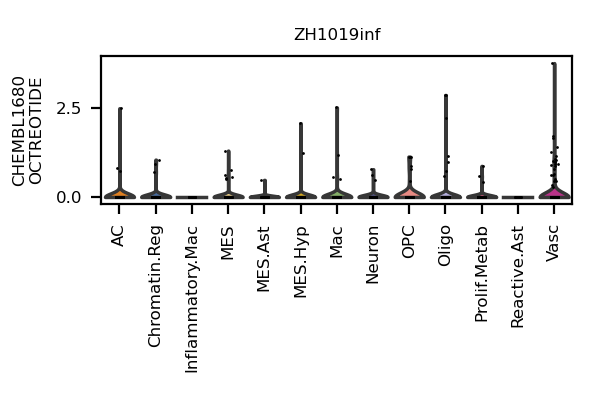 ZH1019inf
CHEMBL1680
OCTREOTIDE
2.5
0.0
AC
Chromatin.Reg
Inflammatory.Mac
MES
MES.Ast
MES.Hyp
Mac
Neuron
OPC
Oligo
Prolif.Metab
Reactive.Ast
Vasc